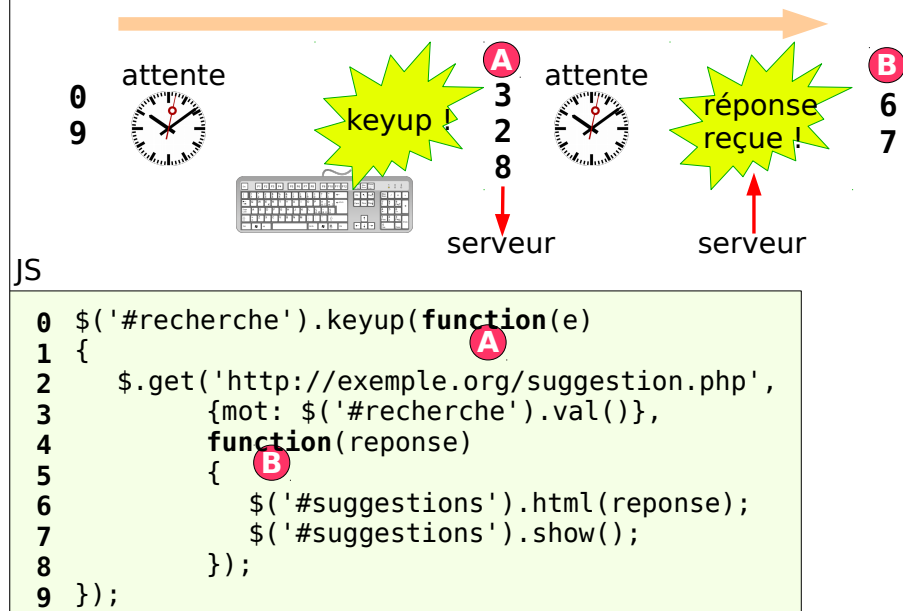 A
B
attente
attente
0
9
keyup !
3
2
8
réponse
reçue !
6
7
serveur
serveur
JS
0 $('#recherche').keyup(function(e)
A
1 {
2 $.get('http://exemple.org/suggestion.php',
3 {mot: $('#recherche').val()},
4 function(reponse)
B
5 {
6 $('#suggestions').html(reponse);
7 $('#suggestions').show();
8 });
9 });